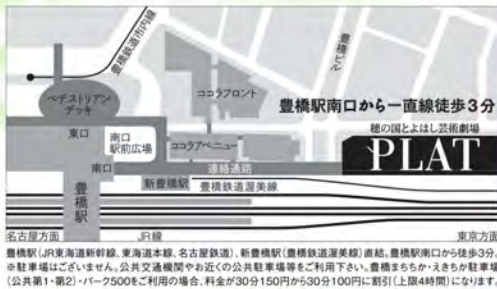 豊橋鉄道市内線
豊橋ビル
ココラフロント
ペデストリアン
デッキ
豊橋駅南口から一直線徒歩3分
穂の国とよはし芸術劇場
PLAT
東口
南口
駅前広場
ココラアベニュー
連絡通路
南口
新豊橋駅
豊橋鉄道渥美線
豊橋駅
名古屋方面
JR線
東京方面
豊橋駅(JR東海道新幹線、東海道本線、名古屋鉄道)、新豊橋駅(豊橋鉄道渥美線)直結。豊橋駅南口から徒歩3分。
※駐車場はございません。公共交通機関やお近くの公共駐車場等をご利用下さい。豊橋まちなか・えきちか駐車場
(公共第1・第2)・パーク500をご利用の場合、料金が30分150円から30分100円に割引(上限4時間)になります